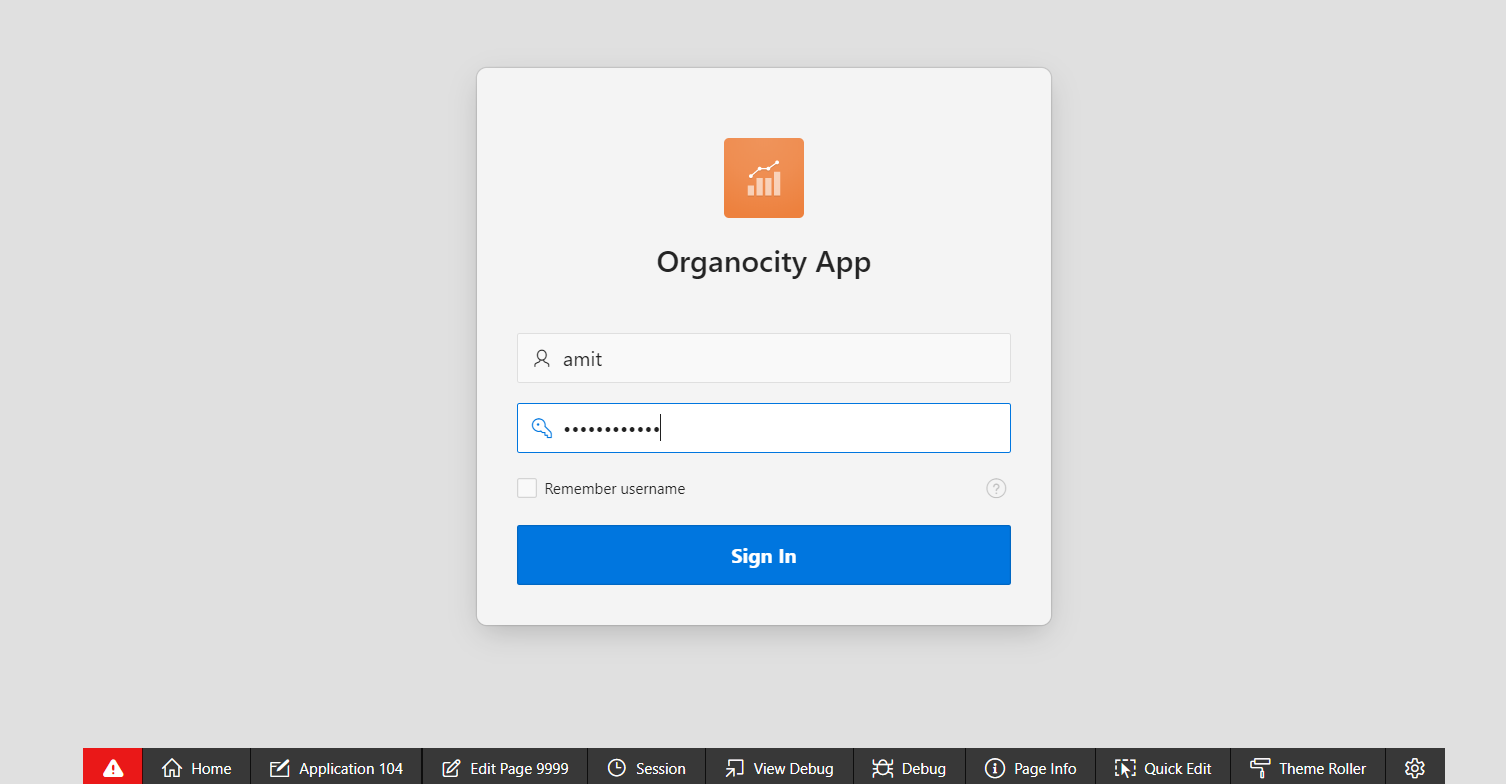 Organocity App
amit
••••••••••••
Remember username
?
Sign In
Home Application 104 Edit Page 9999 Session View Debug Debug Page Info Quick Edit Theme Roller